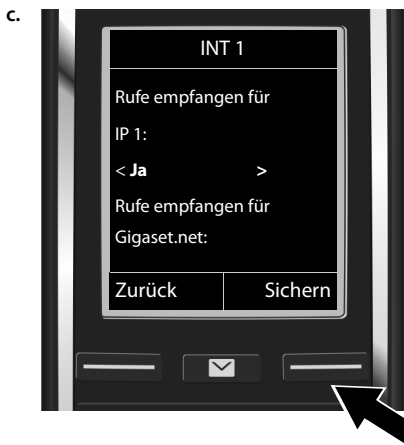 c.
INT 1
Rufe empfangen für
IP 1:
< Ja >
Rufe empfangen für
Gigaset.net:
Zurück Sichern